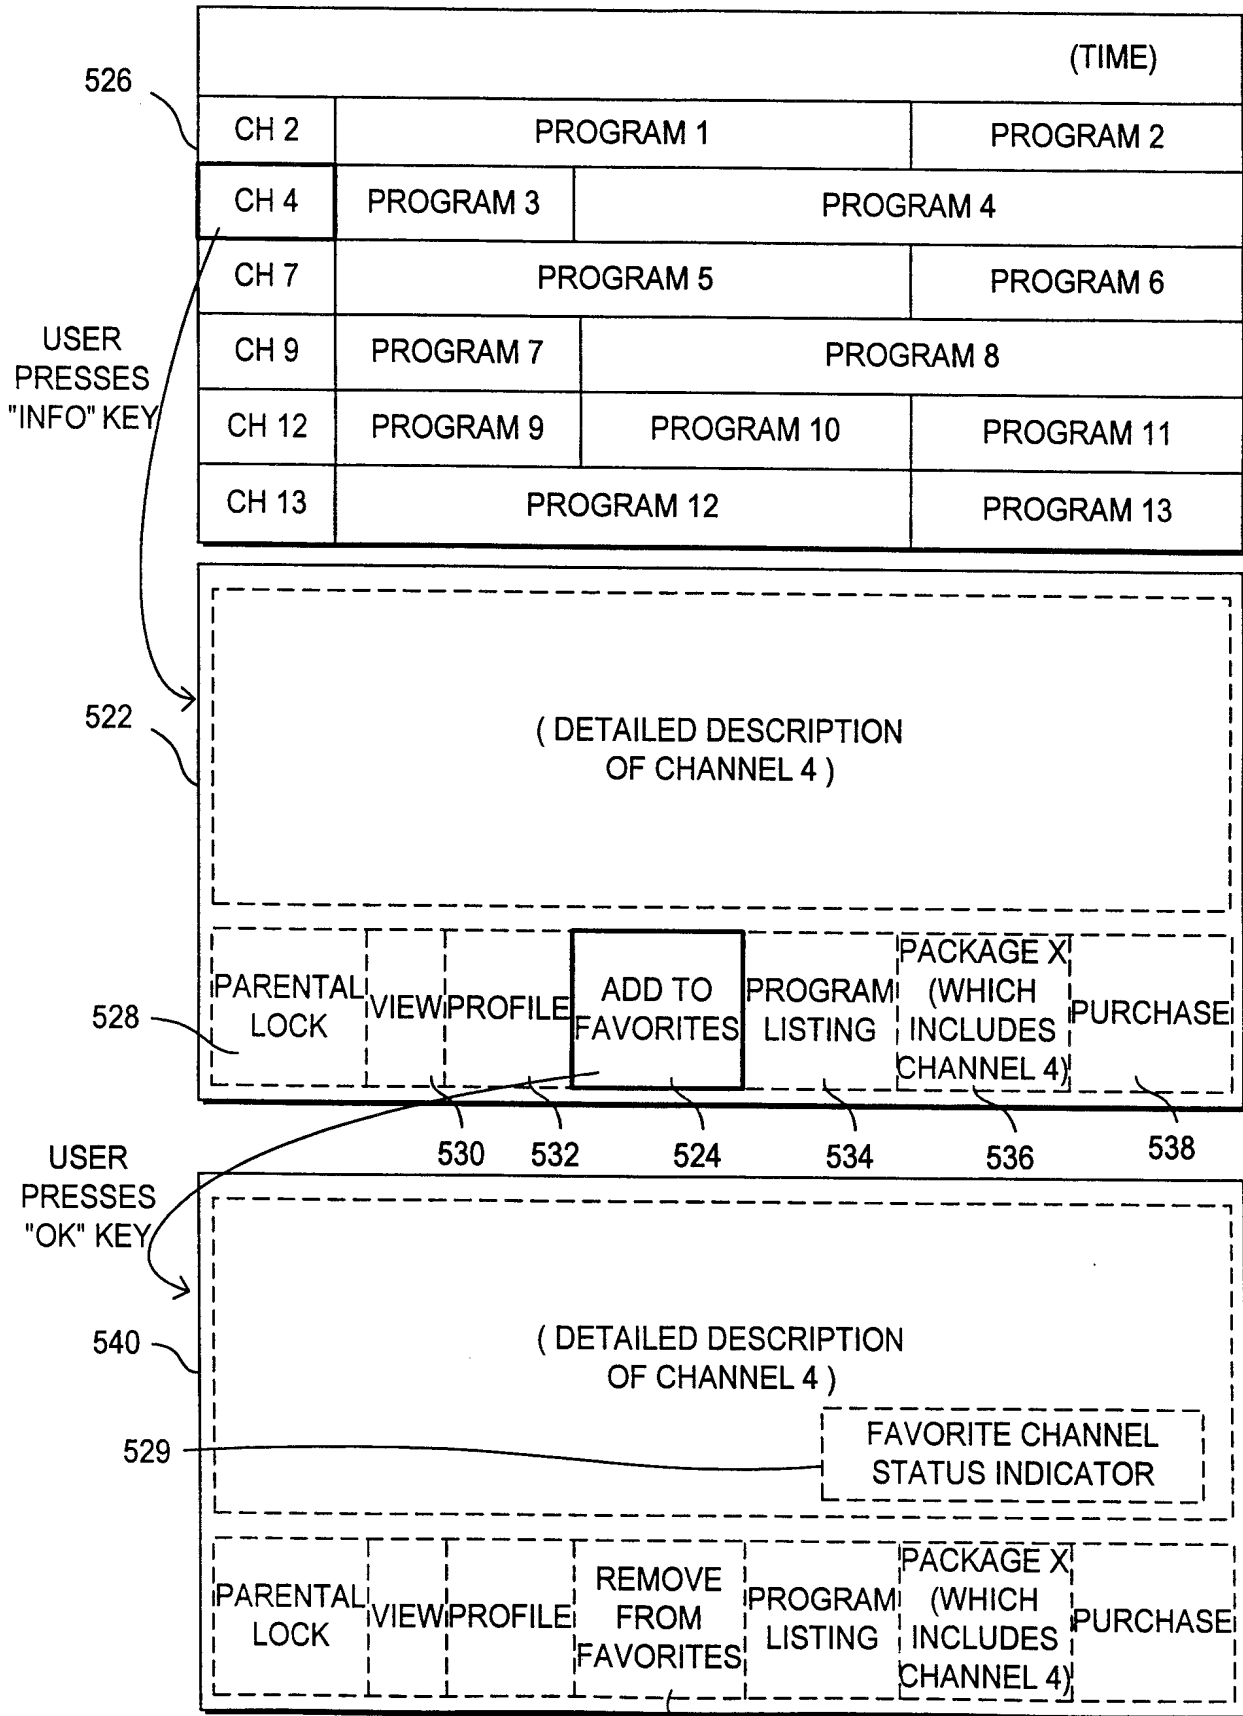 (TIME)
526
CH 2 PROGRAM 1 PROGRAM 2
CH 4 PROGRAM 3 PROGRAM 4
CH 7 PROGRAM 5 PROGRAM 6
CH 9 PROGRAM 7 PROGRAM 8
CH 12 PROGRAM 9 PROGRAM 10 PROGRAM 11
CH 13 PROGRAM 12 PROGRAM 13
USER
PRESSES
"INFO" KEY
522
( DETAILED DESCRIPTION
OF CHANNEL 4 )
528
PARENTAL
LOCK
VIEW
PROFILE
ADD TO
FAVORITES
PROGRAM
LISTING
PACKAGE X
(WHICH
INCLUDES
CHANNEL 4)
PURCHASE
530 532 524 534 536 538
USER
PRESSES
"OK" KEY
540
( DETAILED DESCRIPTION
OF CHANNEL 4 )
529
FAVORITE CHANNEL
STATUS INDICATOR
PARENTAL
LOCK
VIEW
PROFILE
REMOVE
FROM
FAVORITES
PROGRAM
LISTING
PACKAGE X
(WHICH
INCLUDES
CHANNEL 4)
PURCHASE